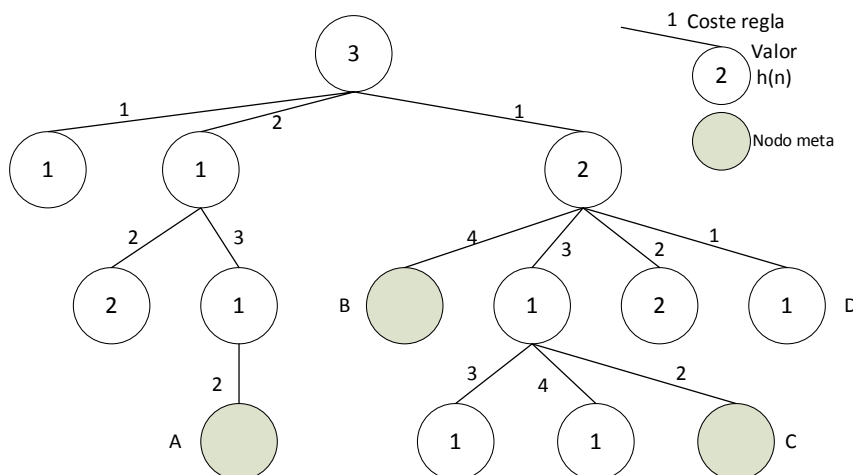 1 Coste regla
3
Valor
2 h(n)
1 2 1
Nodo meta
1 1 2
2 3 4 3 2 1
2 1 B 1 2 1 D
2 3 4 2
A 1 1 C